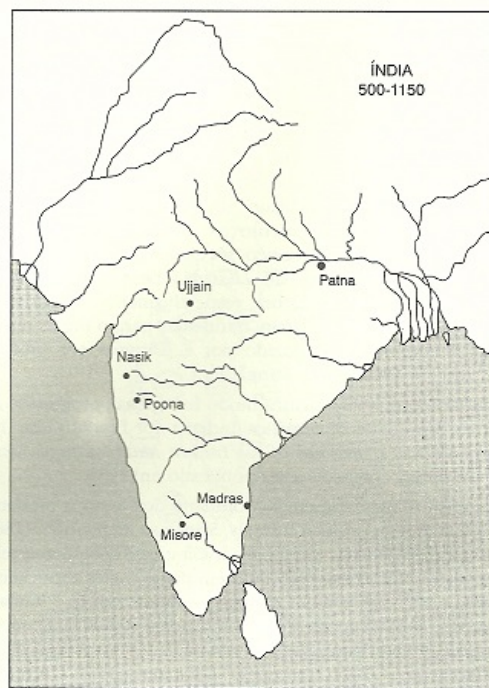 ÍNDIA
500-1150
Patna
Ujjain
Nasik
Poona
Madras
Misore